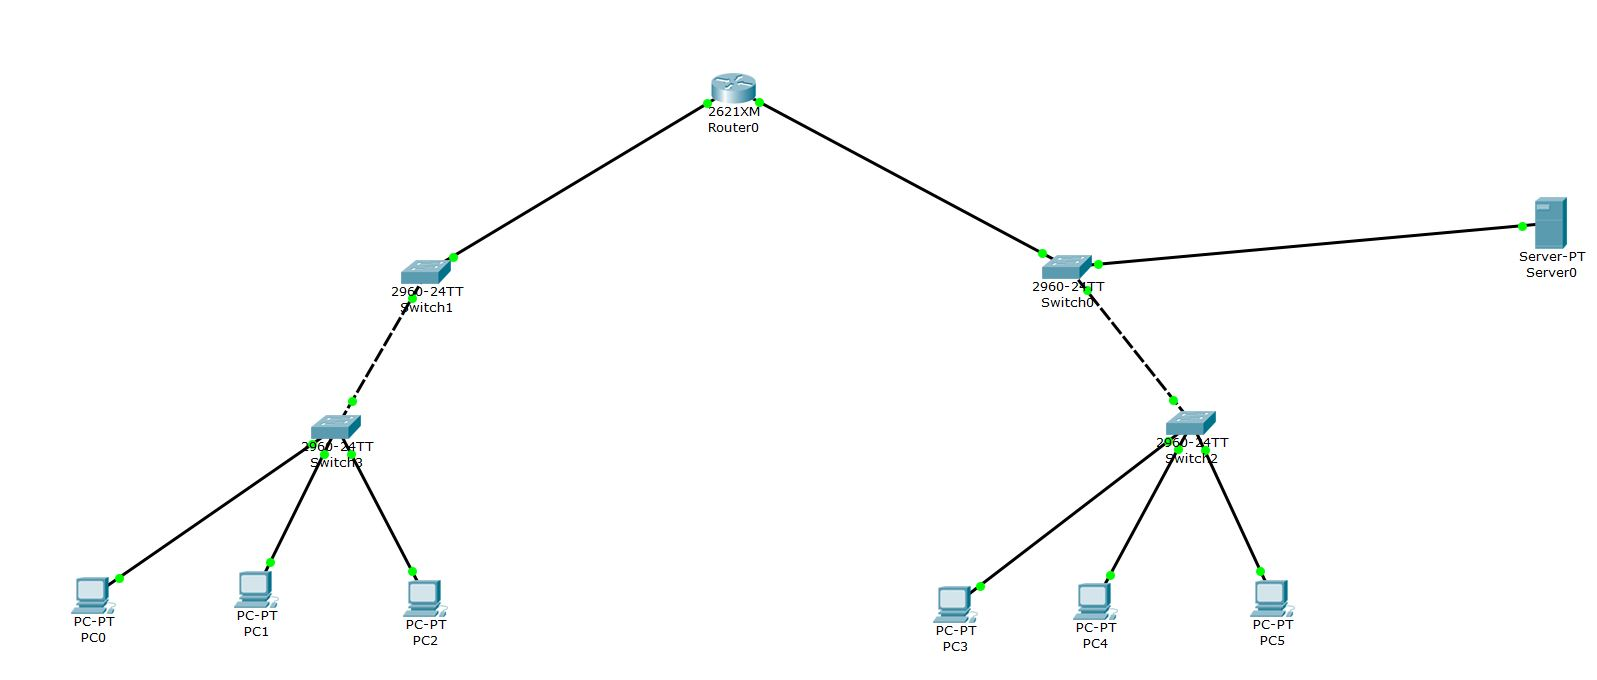 2621XM
Router0
2960-24TT
Switch1
2960-24TT
Switch0
Server-PT
Server0
2960-24TT
Switch3
2960-24TT
Switch2
PC-PT
PC0
PC-PT
PC1
PC-PT
PC2
PC-PT
PC3
PC-PT
PC4
PC-PT
PC5